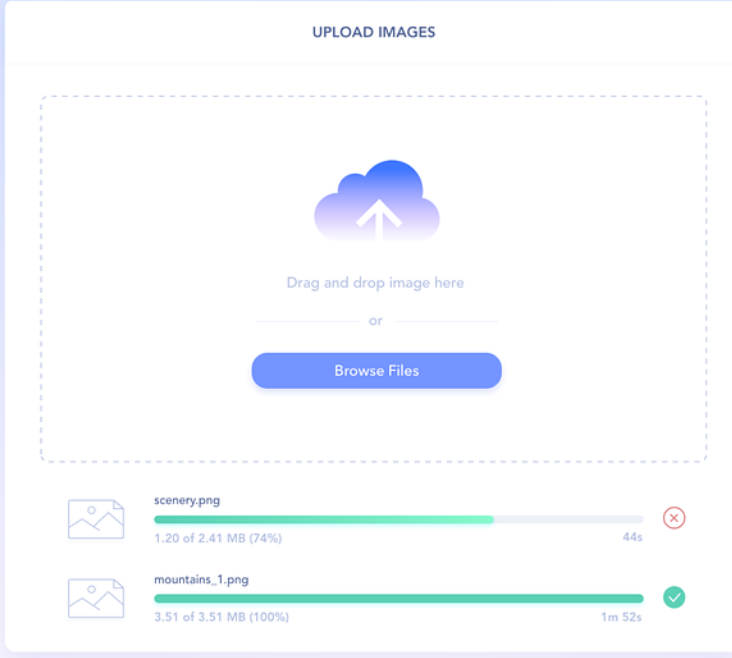 UPLOAD IMAGES
Drag and drop image here
or
Browse Files
scenery.png
1.20 of 2.41 MB (74%)
44s
mountains_1.png
3.51 of 3.51 MB (100%)
1m 52s